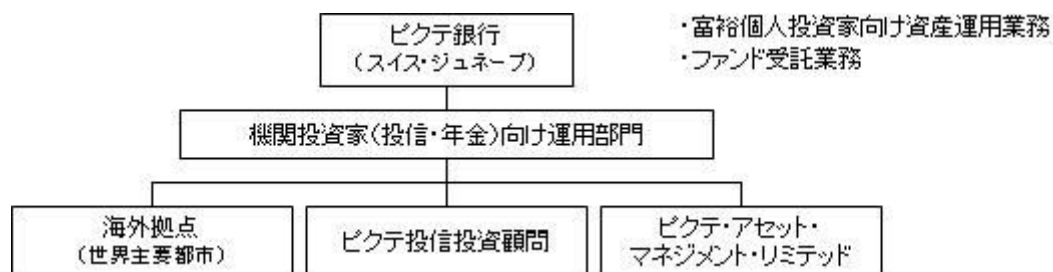 ピクテ銀行
(スイス・ジュネーブ)
・富裕個人投資家向け資産運用業務
・ファンド受託業務
機関投資家(投信・年金)向け運用部門
海外拠点
(世界主要都市)
ピクテ投信投資顧問
ピクテ・アセット・
マネジメント・リミテッド